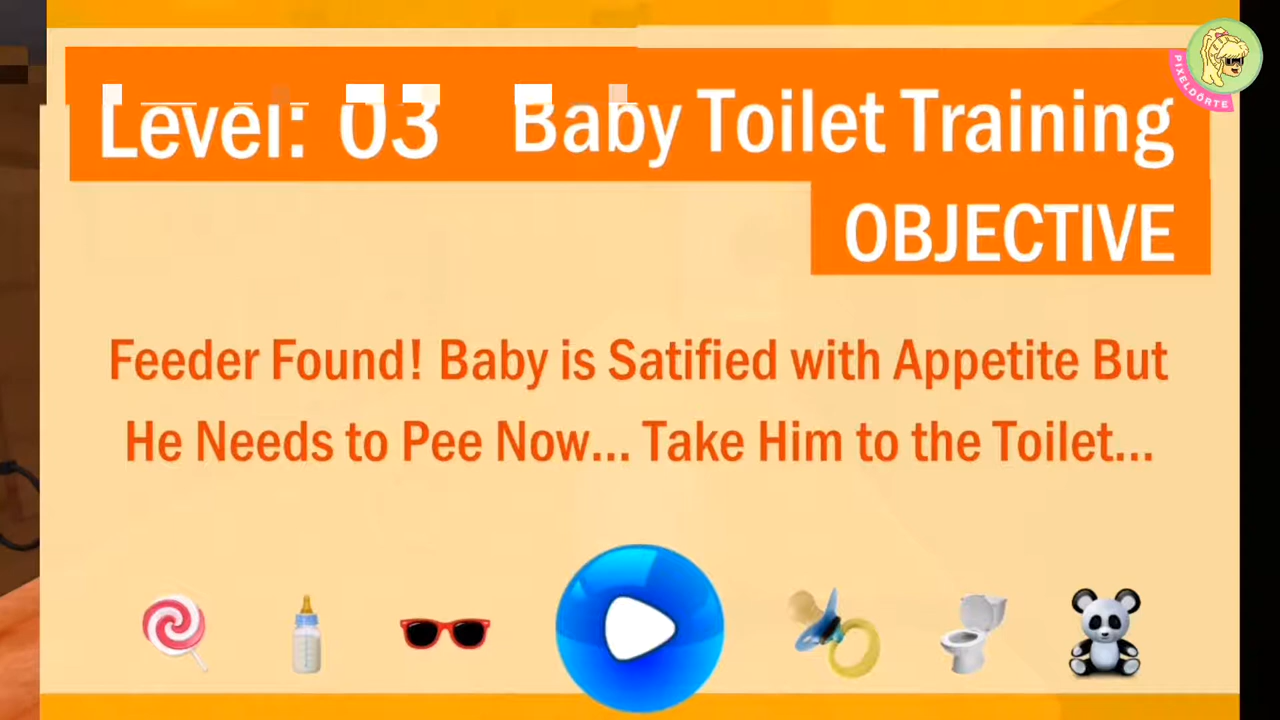 Level: 03 Baby Toilet Training
OBJECTIVE
Feeder Found! Baby is Satified with Appetite But
He Needs to Pee Now... Take Him to the Toilet...
PIXELDÖRTE